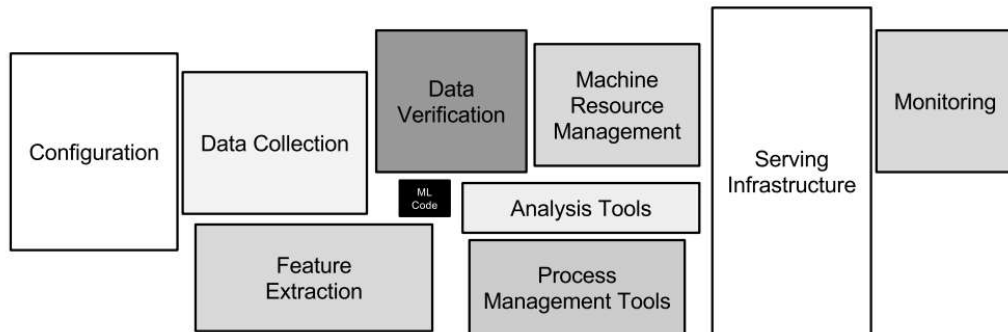 Configuration
Data Collection
Feature
Extraction
Data
Verification
ML
Code
Machine
Resource
Management
Analysis Tools
Process
Management Tools
Serving
Infrastructure
Monitoring